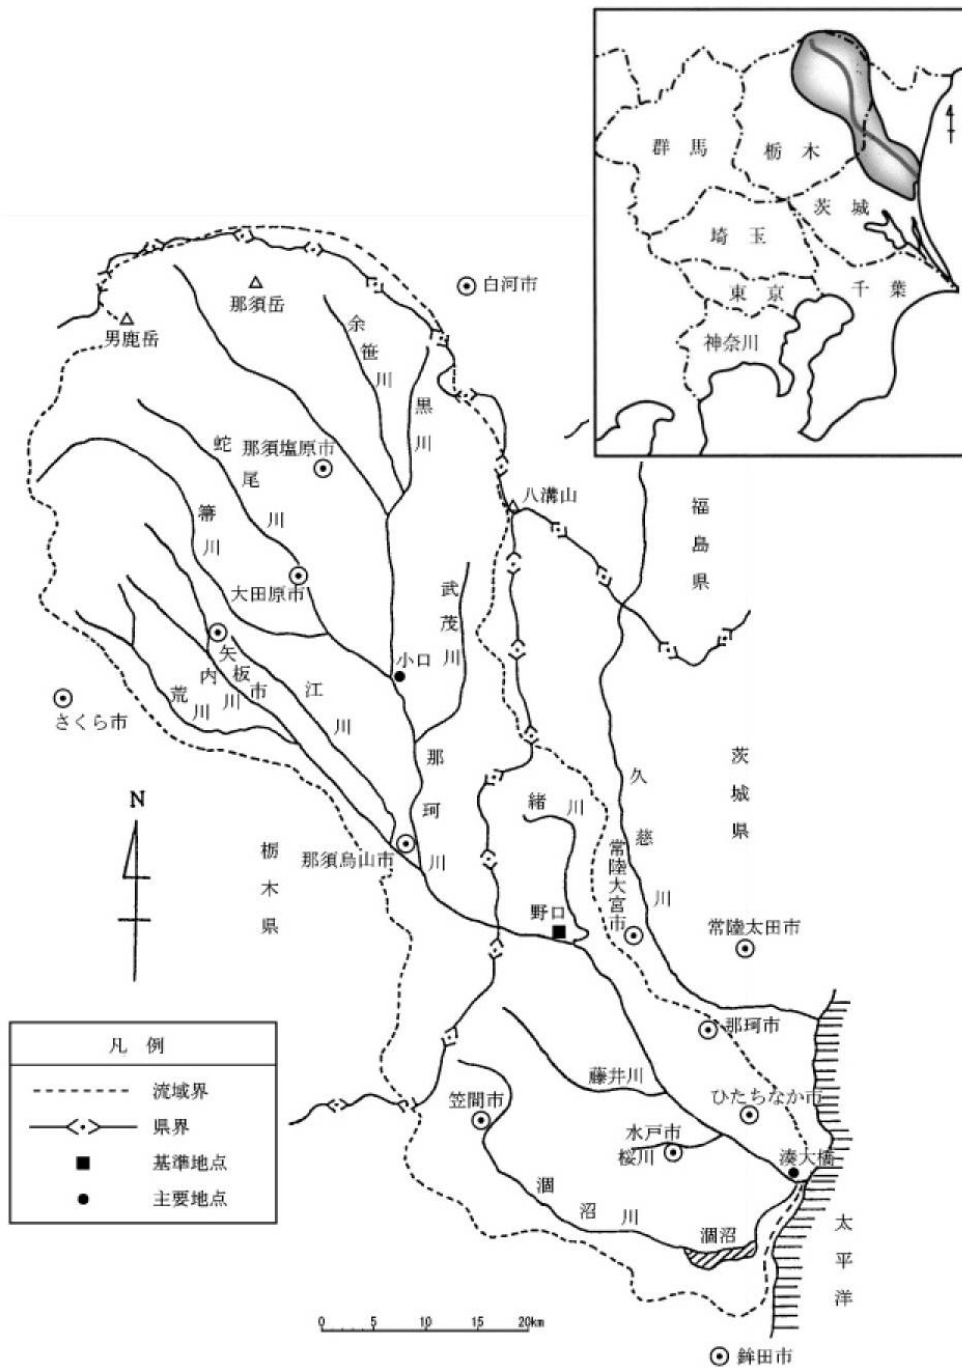 群馬
栃木
茨城
埼玉
東京
千葉
神奈川
白河市
那須岳
男鹿岳
余笹川
黒川
蛇尾川
那須塩原市
箒川
八溝山
福島県
大田原市
武茂川
小口
矢板市
内川
荒川
江川
さくら市
那珂川
久慈川
茨城県
緒川
N
栃木県
那須烏山市
常陸大宮市
野口
常陸太田市
那珂市
凡例
流域界
県界
基準地点
主要地点
藤井川
笠間市
ひたちなか市
水戸市
桜川
湊大橋
涸沼川
涸沼
太平洋
0 5 10 15 20km
鉾田市